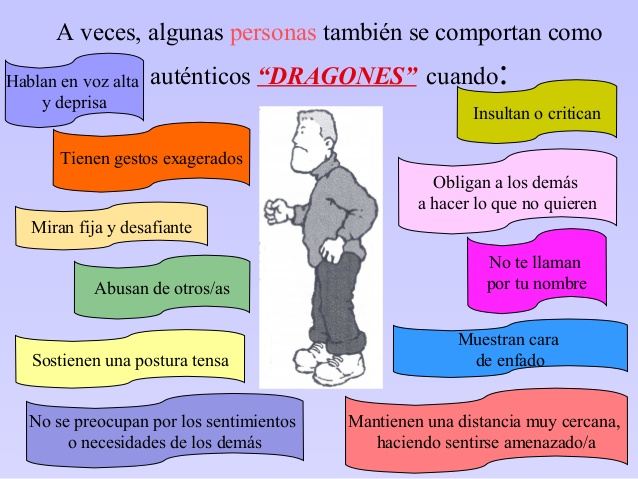 A veces, algunas personas también se comportan como
auténticos “DRAGONES” cuando:
Hablan en voz alta
y deprisa
Tienen gestos exagerados
Miran fija y desafiante
Abusan de otros/as
Sostienen una postura tensa
No se preocupan por los sentimientos
o necesidades de los demás
Insultan o critican
Obligan a los demás
a hacer lo que no quieren
No te llaman
por tu nombre
Muestran cara
de enfado
Mantienen una distancia muy cercana,
haciendo sentirse amenazado/a